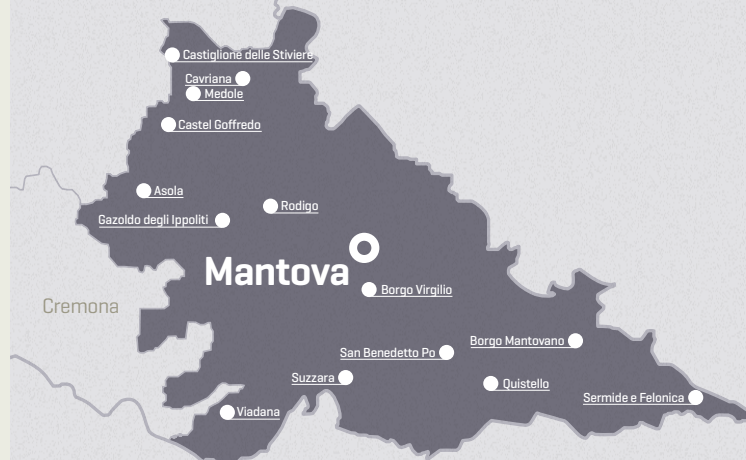 Castiglione delle Stiviere
Cavriana
Medole
Castel Goffredo
Asola
Rodigo
Gazoldo degli Ippoliti
Mantova
Borgo Virgilio
Cremona
Borgo Mantovano
San Benedetto Po
Suzzara
Quistello
Sermide e Felonica
Viadana